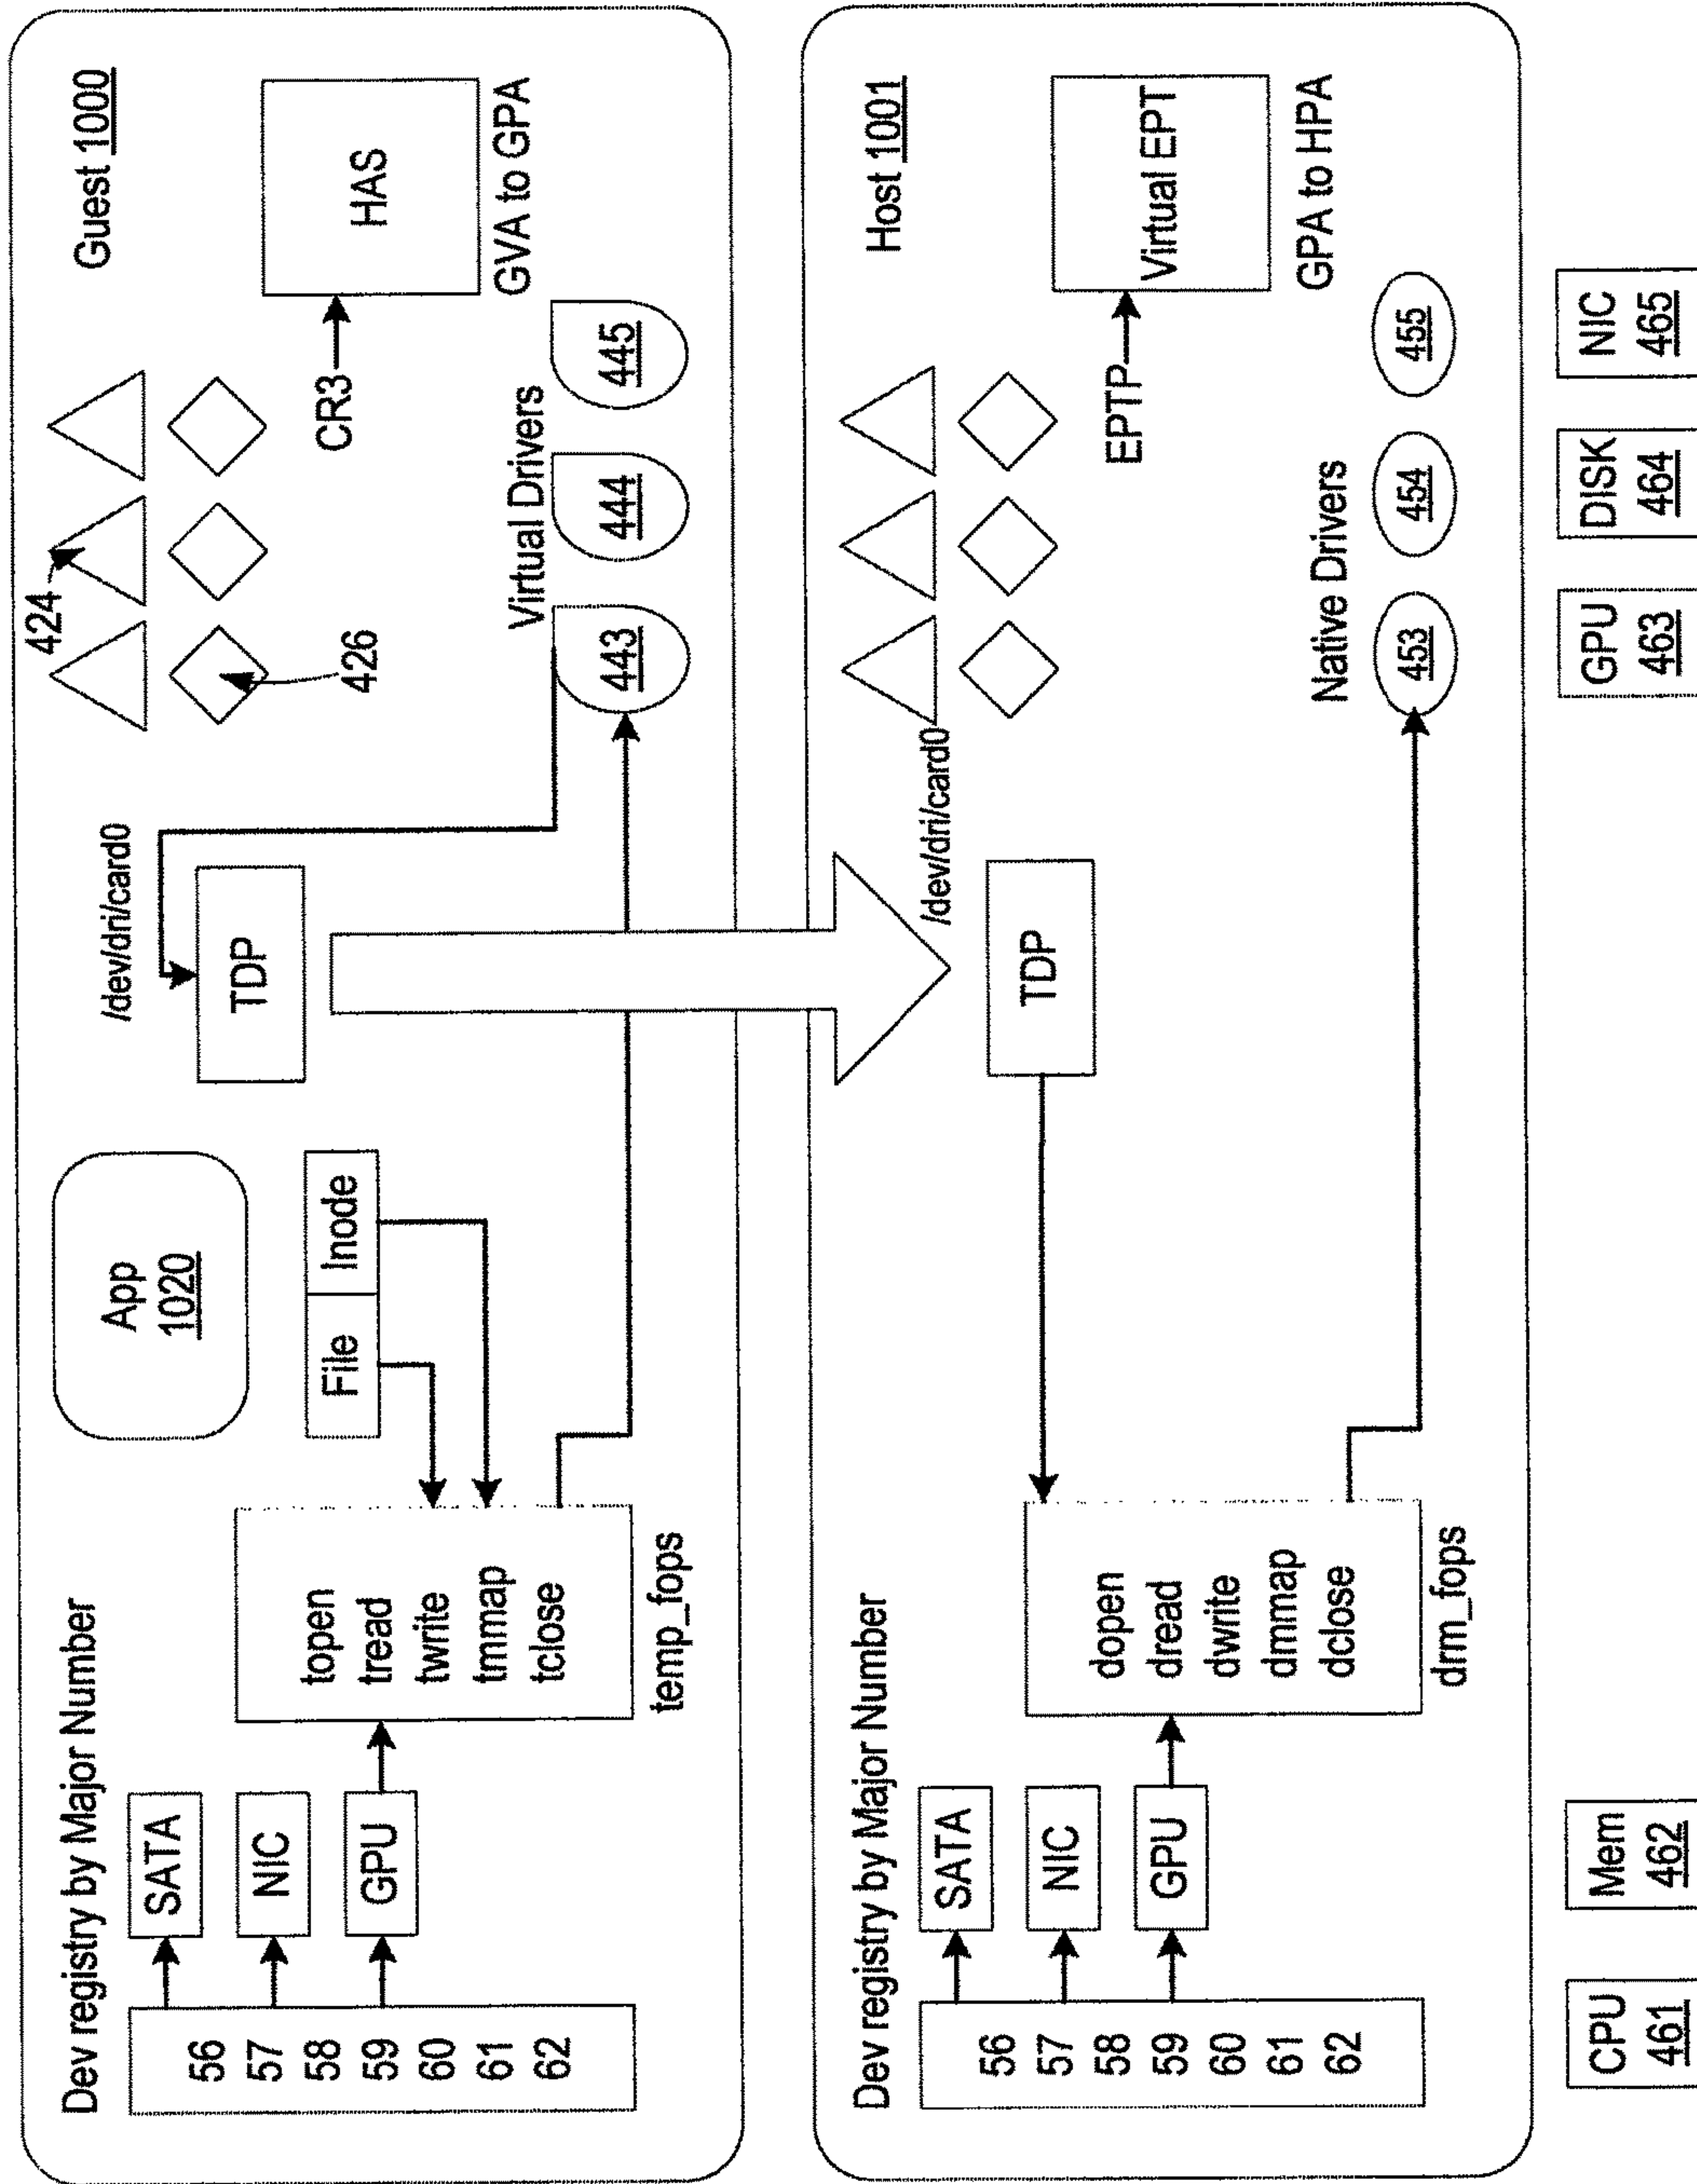 Guest 1000
Dev registry by Major Number
56
57
58
59
60
61
62
SATA
NIC
GPU
topen
tread
twrite
tmmap
tclose
temp_fops
App
1020
File
Inode
/dev/dri/card0
TDP
424
426
CR3
HAS
GVA to GPA
Virtual Drivers
443
444
445
Host 1001
Dev registry by Major Number
56
57
58
59
60
61
62
SATA
NIC
GPU
dopen
dread
dwrite
dmmap
dclose
drm_fops
/dev/dri/card0
TDP
EPTP
Virtual EPT
GPA to HPA
Native Drivers
453
454
455
CPU
461
Mem
462
GPU
463
DISK
464
NIC
465